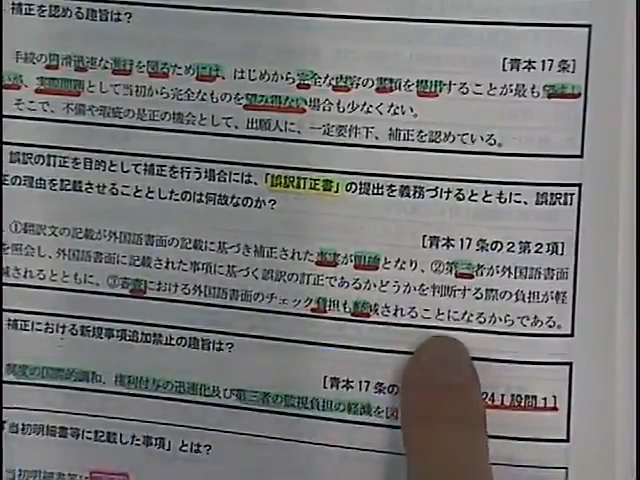 補正を認める趣旨は?
[青本17条]
手続の円滑迅速な進行を図るためには、はじめから完全な内容の書類を提出することが最も望まし
いが、実際問題として当初から完全なものを望み得ない場合も少なくない。
そこで、不備や瑕疵の是正の機会として、出願人に、一定要件下、補正を認めている。
誤訳の訂正を目的として補正を行う場合には、「誤訳訂正書」の提出を義務づけるとともに、誤訳訂
正の理由を記載させることとしたのは何故なのか?
[青本17条の2第2項]
①翻訳文の記載が外国語書面の記載に基づき補正された事実が明確となり、②第三者が外国語書面
を照会し、外国語書面に記載された事項に基づく誤訳の訂正であるかどうかを判断する際の負担が軽
減されるとともに、③審査における外国語書面のチェック負担も軽減されることになるからである。
補正における新規事項追加禁止の趣旨は?
[青本17条の
24Ⅰ設問1]
制度の国際的調和、権利付与の迅速化及び第三者の監視負担の軽減を図
「当初明細書等に記載した事項」とは?
当初明細書等